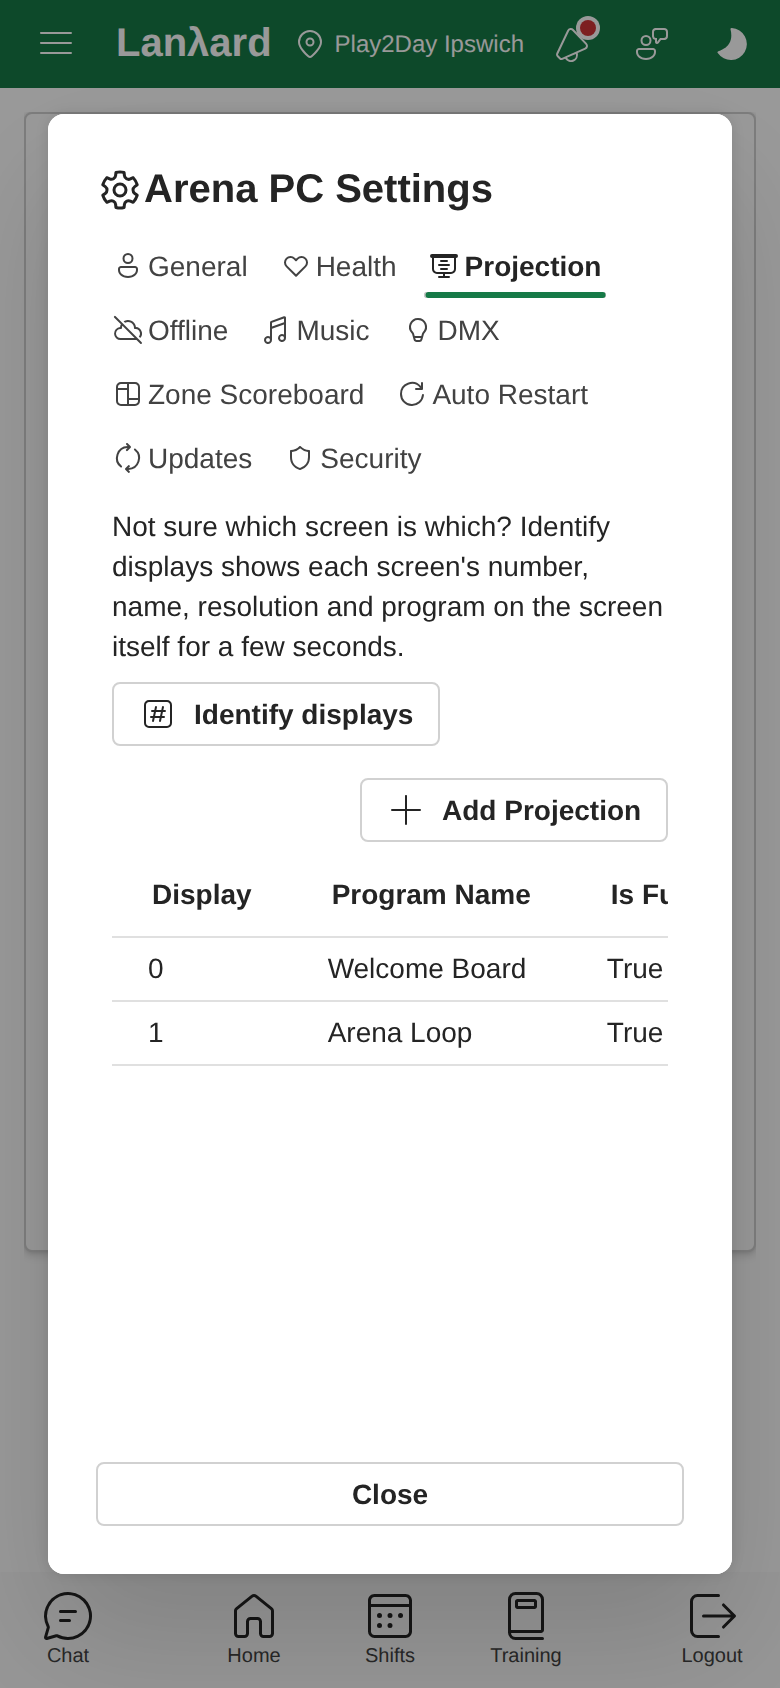 Lanλard Play2Day Ipswich
Arena PC Settings
General Health Projection
Offline Music DMX
Zone Scoreboard Auto Restart
Updates Security
Not sure which screen is which? Identify
displays shows each screen's number,
name, resolution and program on the screen
itself for a few seconds.
Identify displays
Add Projection
Display Program Name Is Fu
0 Welcome Board True
1 Arena Loop True
Close
Chat Home Shifts Training Logout